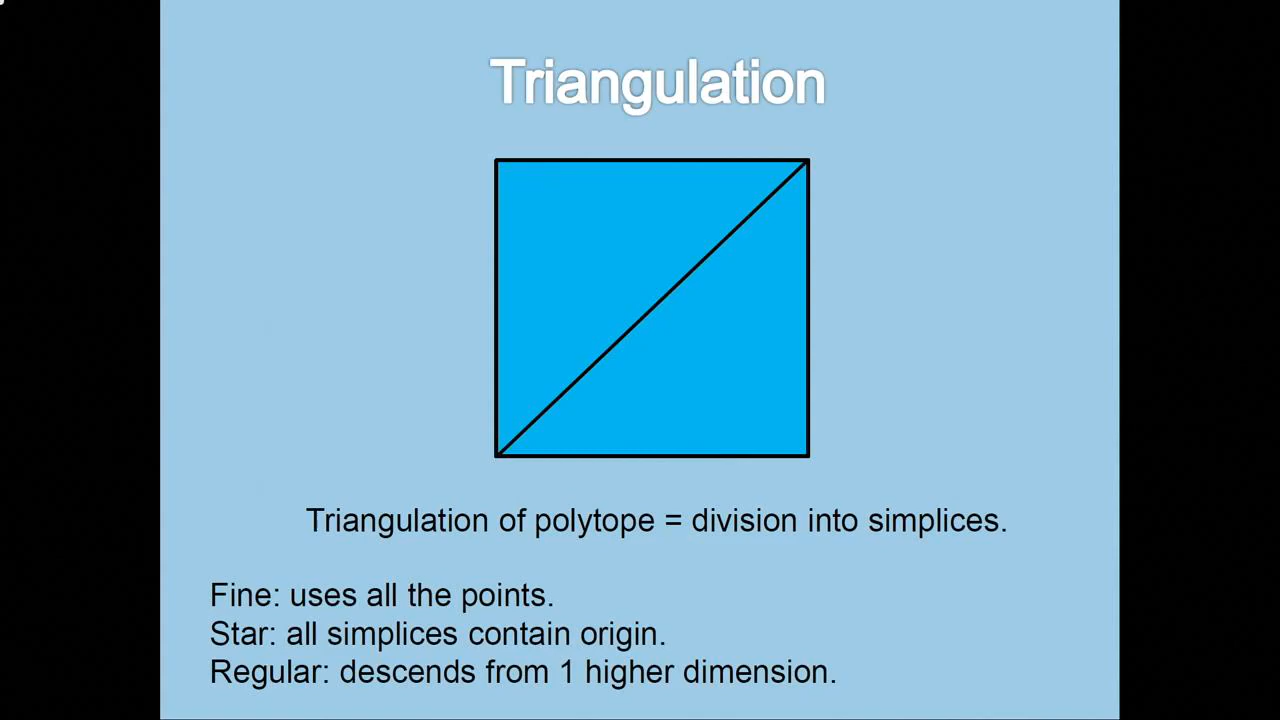 Triangulation
Triangulation of polytope = division into simplices.
Fine: uses all the points.
Star: all simplices contain origin.
Regular: descends from 1 higher dimension.